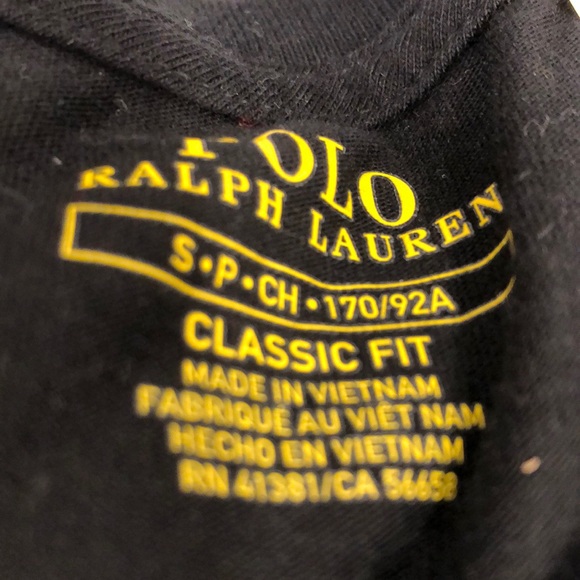 POLO
RALPH LAUREN
S•P•CH•170/92A
CLASSIC FIT
MADE IN VIETNAM
FABRIQUÉ AU VIÊT NAM
HECHO EN VIETNAM
RN 41381/CA 56658